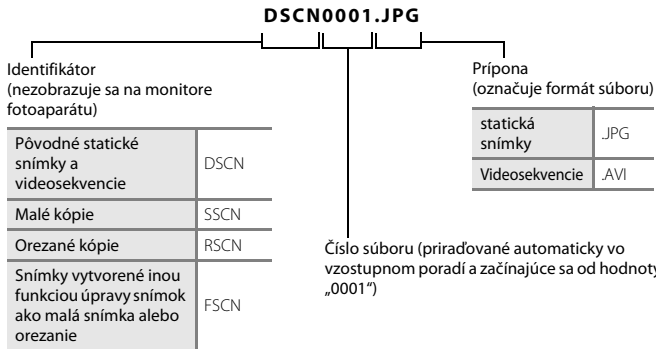 DSCN0001.JPG
Identifikátor
(nezobrazuje sa na monitore
fotoaparátu)
Pôvodné statické
snímky a
videosekvencie
DSCN
Malé kópie
SSCN
Orezané kópie
RSCN
Snímky vytvorené inou
funkciou úpravy snímok
ako malá snímka alebo
orezanie
FSCN
Číslo súboru (priraďované automaticky vo
vzostupnom poradí a začínajúce sa od hodnoty
„0001“)
Prípona
(označuje formát súboru)
statická
snímky
.JPG
Videosekvencie
.AVI